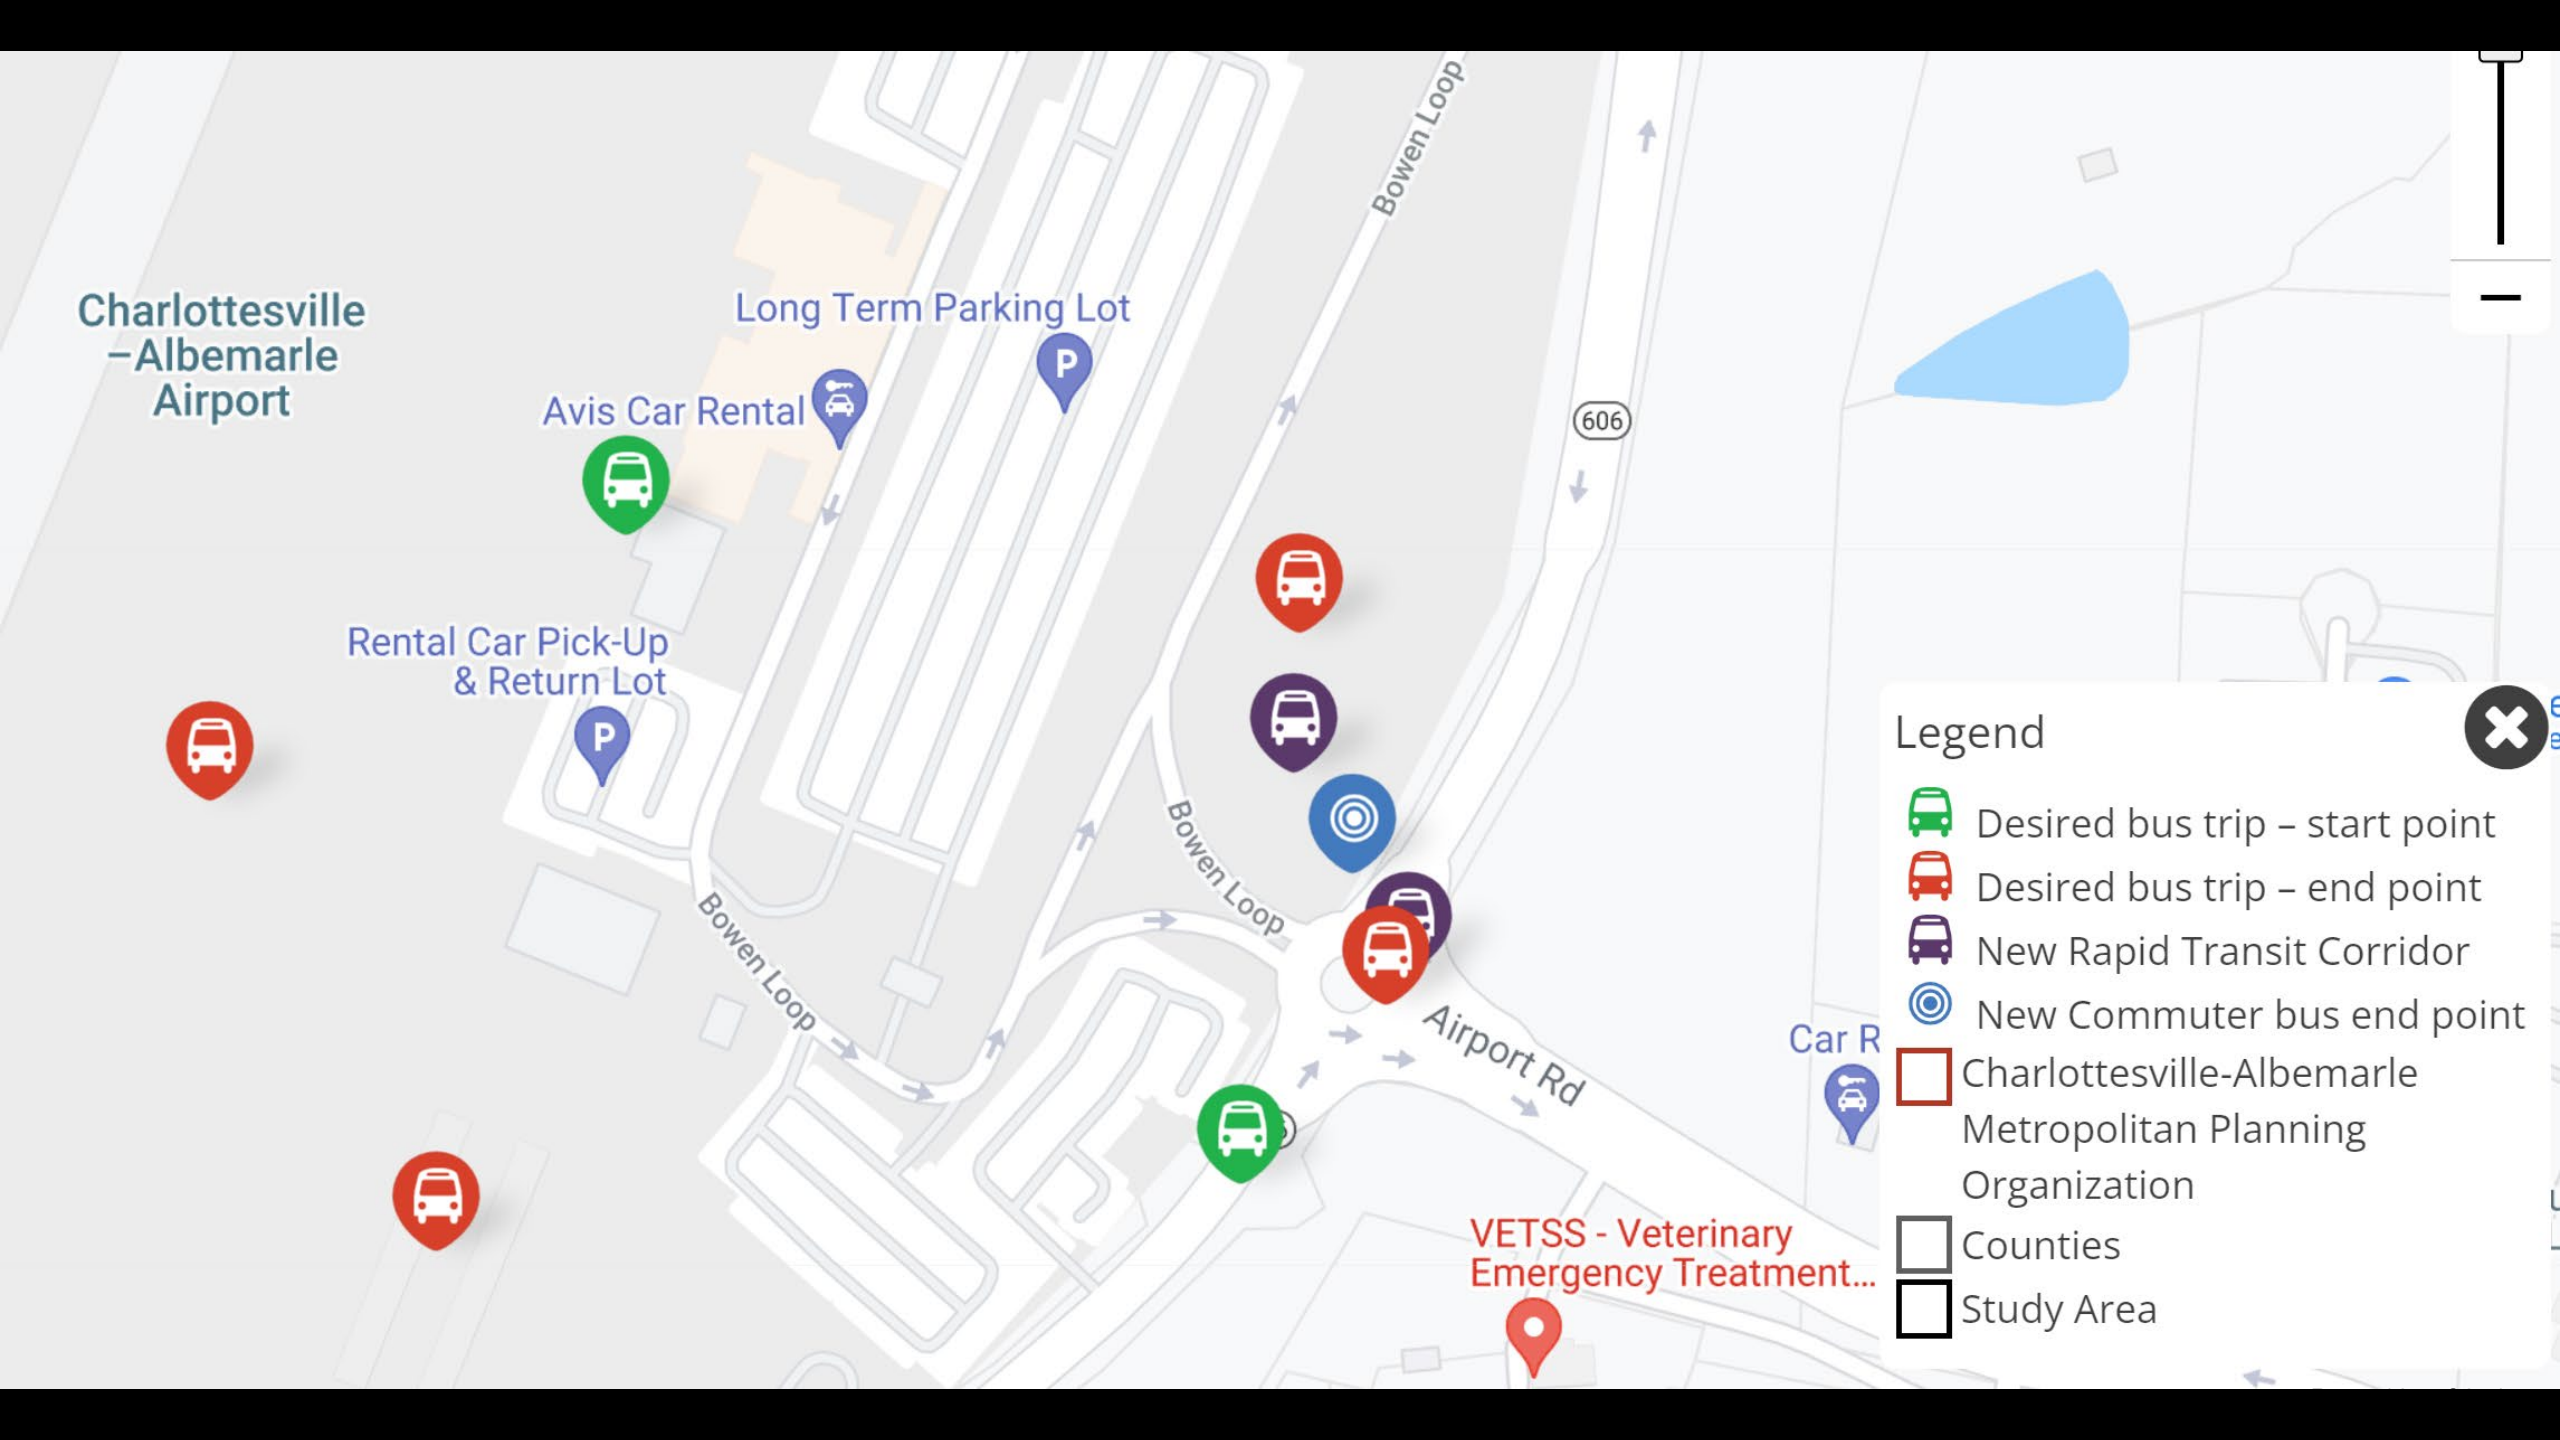 Bowen Loop
Charlottesville
–Albemarle
Airport
Long Term Parking Lot
P
Avis Car Rental
606
Rental Car Pick-Up
& Return Lot
P
Bowen Loop
Bowen Loop
Airport Rd
Car R
VETSS - Veterinary
Emergency Treatment...
Legend
Desired bus trip – start point
Desired bus trip – end point
New Rapid Transit Corridor
New Commuter bus end point
Charlottesville-Albemarle
Metropolitan Planning
Organization
Counties
Study Area